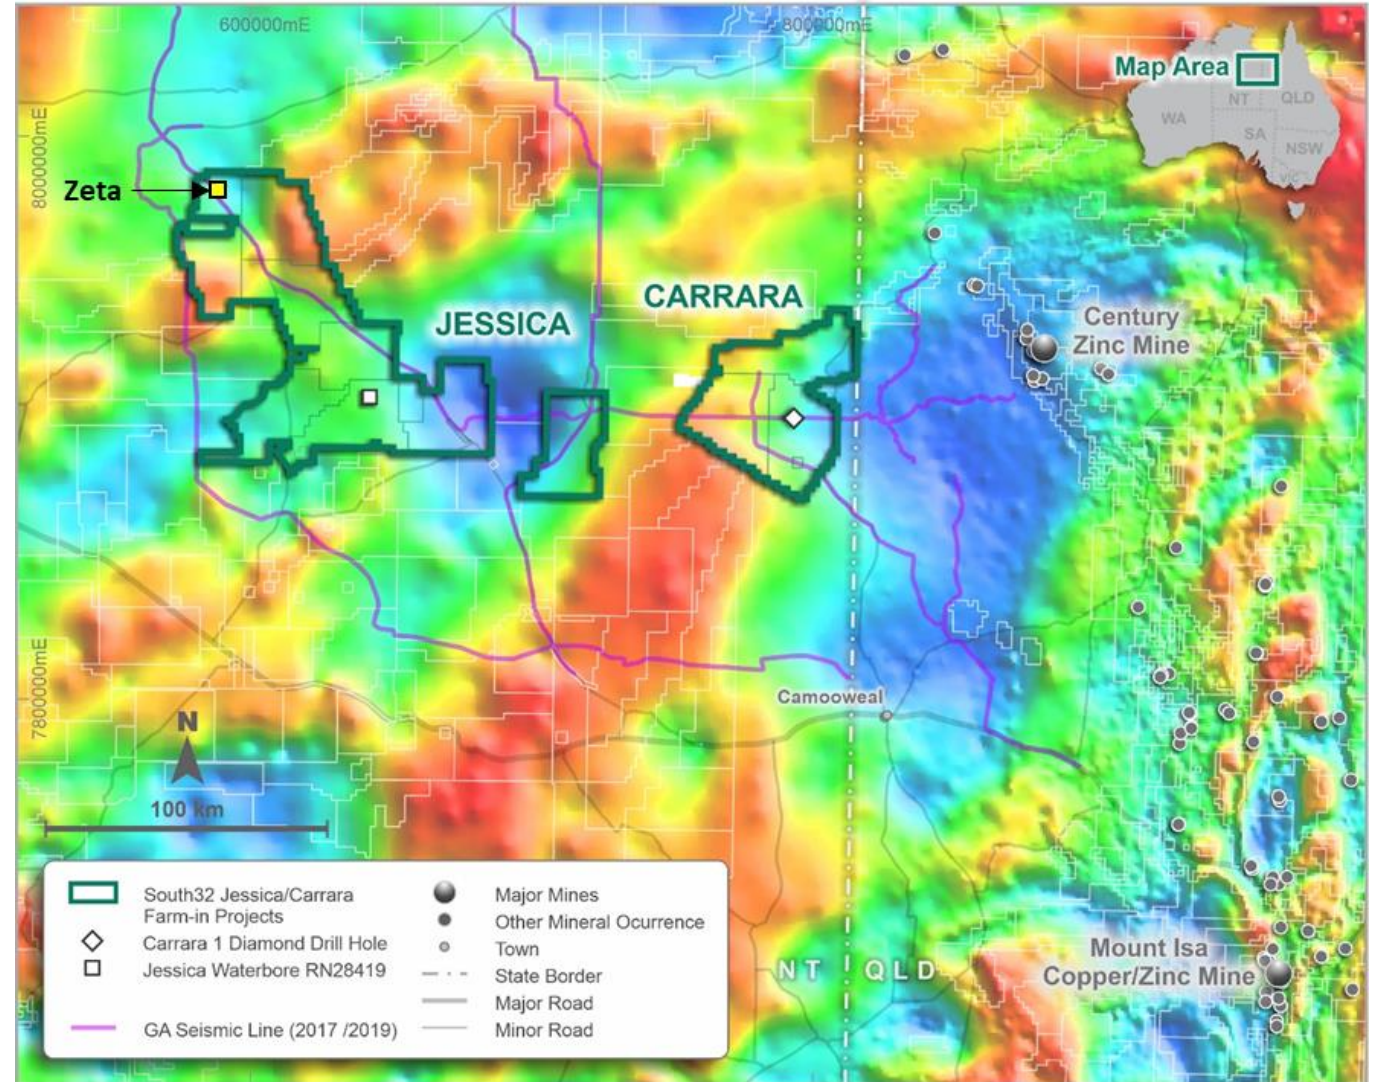 600000mE
800000mE
Map Area
NT
QLD
WA
SA
NSW
VIC
8000000mE
Zeta
CARRARA
JESSICA
Century
Zinc Mine
7800000mE
Camooweal
N
100 km
South32 Jessica/Carrara
Farm-in Projects
Carrara 1 Diamond Drill Hole
Jessica Waterbore RN28419
GA Seismic Line (2017 /2019)
Major Mines
Other Mineral Ocurrence
Town
State Border
Major Road
Minor Road
NT
QLD
Mount Isa
Copper/Zinc Mine